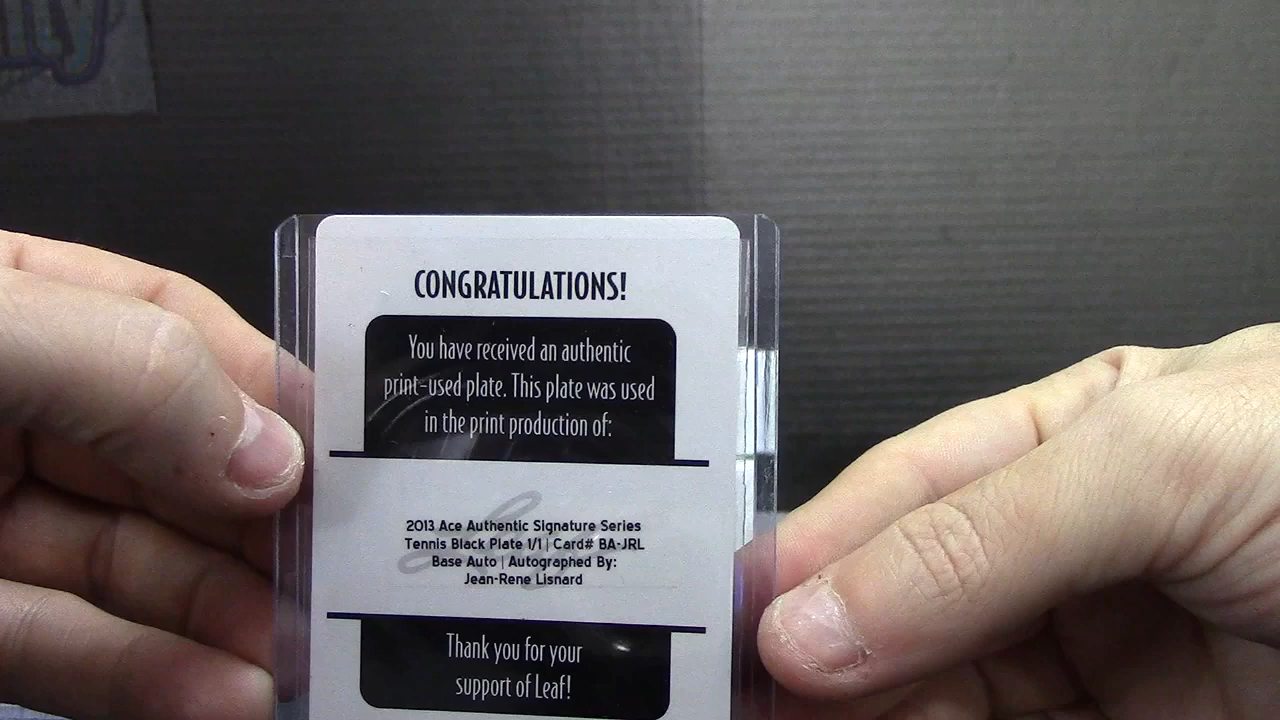 CONGRATULATIONS!
You have received an authentic
print-used plate. This plate was used
in the print production of:
2013 Ace Authentic Signature Series
Tennis Black Plate 1/1 | Card# BA-JRL
Base Auto | Autographed By:
Jean-Rene Lisnard
Thank you for your
support of Leaf!